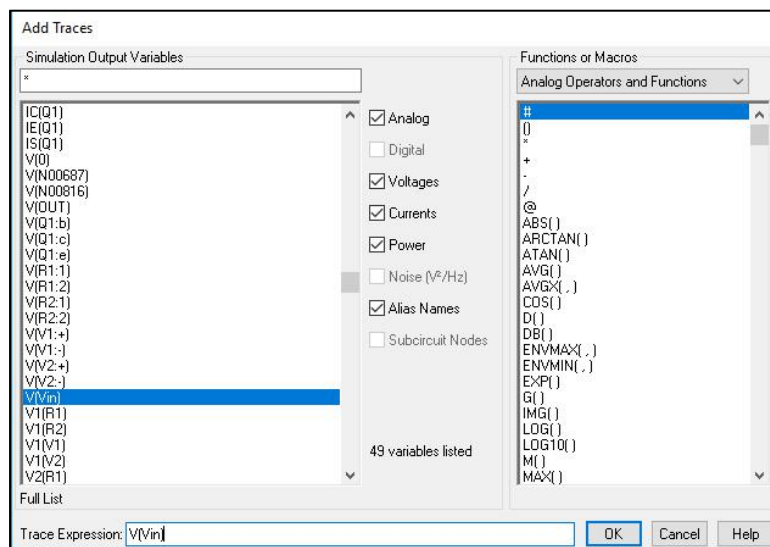 Add Traces
Simulation Output Variables
*
IC(Q1)
IE(Q1)
IS(Q1)
V(0)
V(N00687)
V(N00816)
V(OUT)
V(Q1:b)
V(Q1:c)
V(Q1:e)
V(R1:1)
V(R1:2)
V(R2:1)
V(R2:2)
V(V1:+)
V(V1:-)
V(V2:+)
V(V2:-)
V(Vin)
V1(R1)
V1(R2)
V1(V1)
V1(V2)
V2(R1)
Full List
Analog
Digital
Voltages
Currents
Power
Noise (V²/Hz)
Alias Names
Subcircuit Nodes
49 variables listed
Functions or Macros
Analog Operators and Functions
#
()
*
+
-
/
@
ABS( )
ARCTAN( )
ATAN( )
AVG( )
AVGX( , )
COS( )
D( )
DB( )
ENVMAX( , )
ENVMIN( , )
EXP( )
G( )
IMG( )
LOG( )
LOG10( )
M( )
MAX( )
Trace Expression: V(Vin)
OK
Cancel
Help